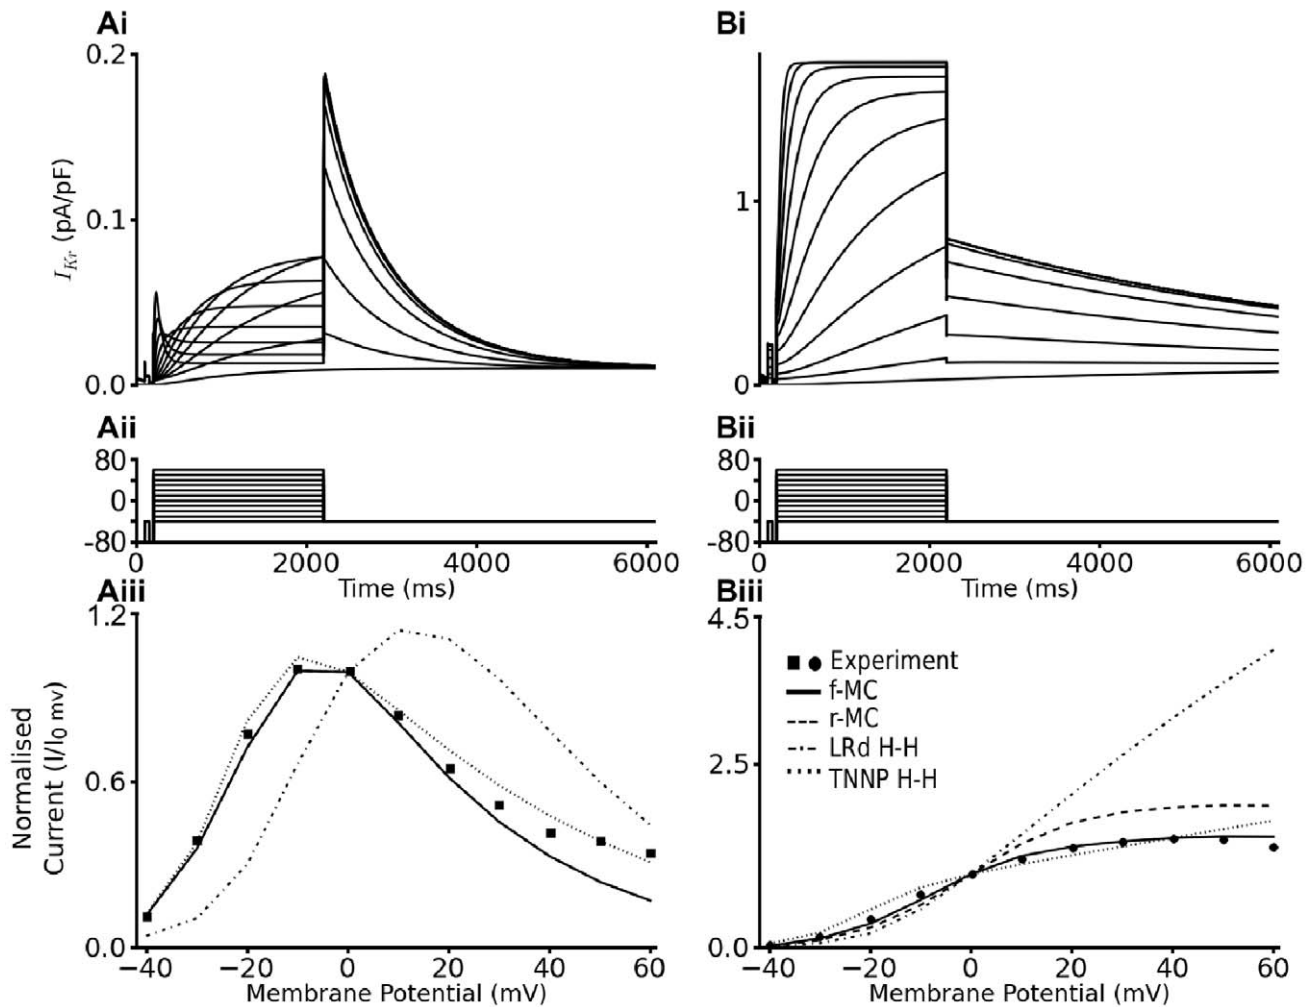 Ai
Bi
0.2
0.1
0.0
I_Kr (pA/pF)
1
0
Aii
Bii
80
0
-80
80
0
-80
0 2000 4000 6000
0 2000 4000 6000
Time (ms)
Time (ms)
Aiii
Biii
1.2
0.6
0.0
Normalised
Current (I/I0 mv)
−40 −20 0 20 40 60
Membrane Potential (mV)
4.5
2.5
0.0
Experiment
f-MC
r-MC
LRd H-H
TNNP H-H
−40 −20 0 20 40 60
Membrane Potential (mV)